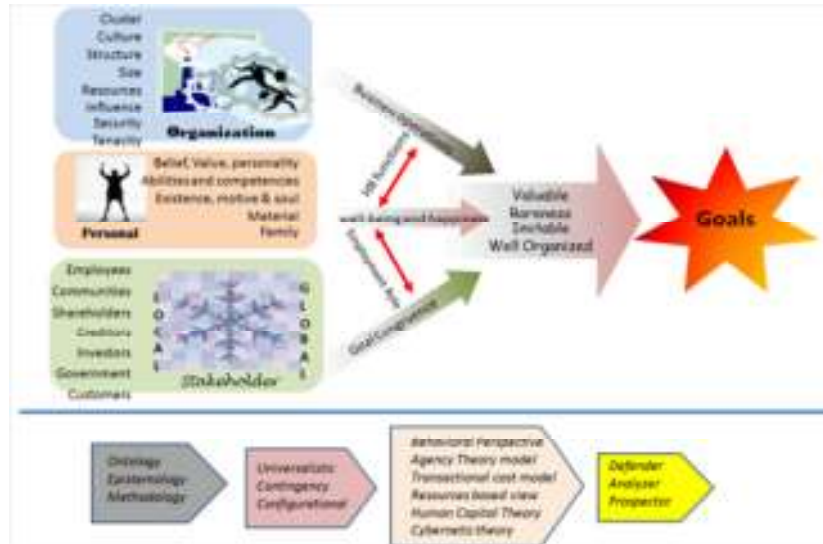 Cluster
Culture
Structure
Size
Resources
Influence
Security
Tenacity
Organization
Belief, Value, personality
Abilities and competencies
Existence, motive & soul
Material
Family
Personal
Employees
Communities
Shareholders
Creditors
Investors
Government
Customers
LOCAL
GLOBAL
Stakeholder
Business
HR functions
well-being and happiness
Employment
Goal Congruence
Valuable
Rareness
Well Organized
Goals
Ontology
Epistemology
Methodology
Universalistic
Contingency
Configurational
Behavioral Perspective
Agency Theory model
Transactional cost model
Resources based view
Human Capital Theory
Cybernetic theory
Defender
Analyzer
Prospector